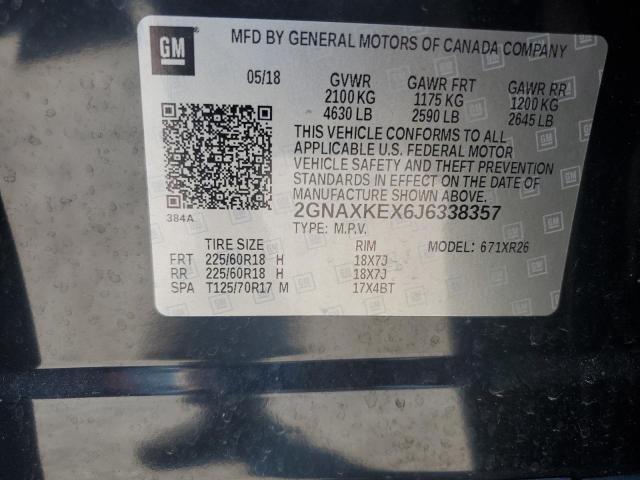 GM
MFD BY GENERAL MOTORS OF CANADA COMPANY
05/18 GVWR GAWR FRT GAWR RR
2100 KG 1175 KG 1200 KG
4630 LB 2590 LB 2645 LB
THIS VEHICLE CONFORMS TO ALL
APPLICABLE U.S. FEDERAL MOTOR
VEHICLE SAFETY AND THEFT PREVENTION
STANDARDS IN EFFECT ON THE DATE OF
MANUFACTURE SHOWN ABOVE.
384A
2GNAXKEX6J6338357
TYPE: M.P.V. MODEL: 671XR26
TIRE SIZE RIM
FRT 225/60R18 H 18X7J
RR 225/60R18 H 18X7J
SPA T125/70R17 M 17X4BT